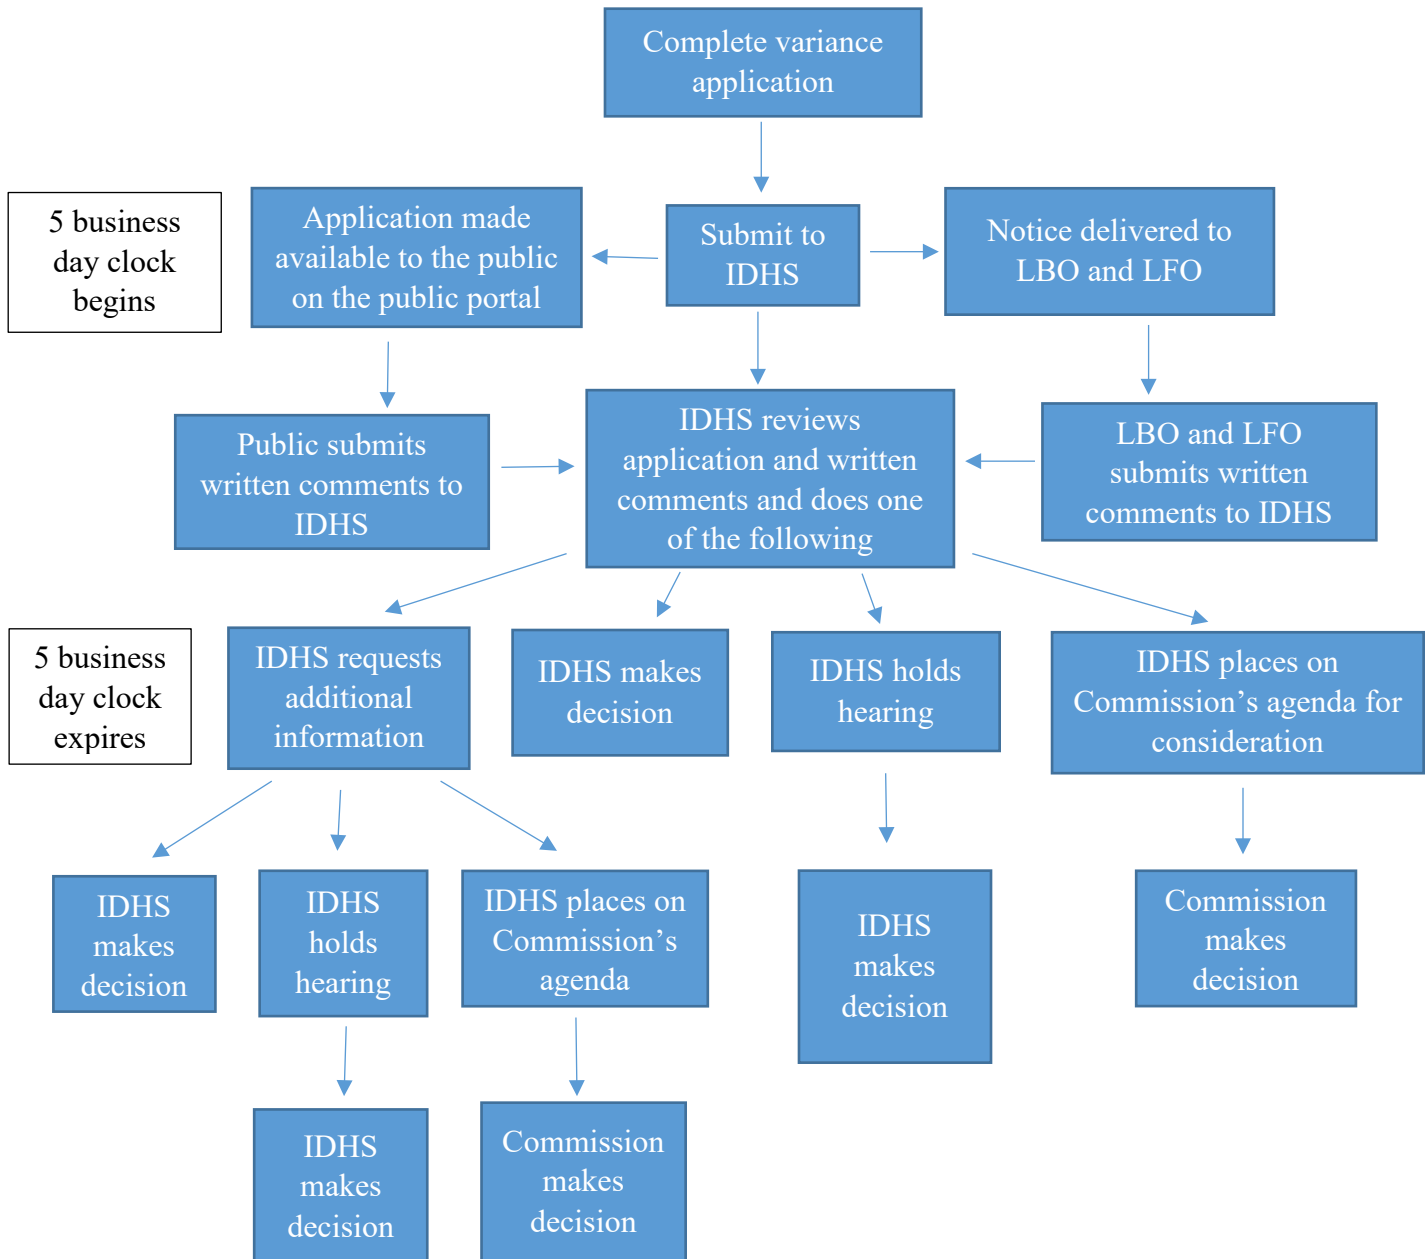 Complete variance
application
5 business
day clock
begins
Application made
available to the public
on the public portal
Submit to
IDHS
Notice delivered to
LBO and LFO
Public submits
written comments to
IDHS
IDHS reviews
application and written
comments and does one
of the following
LBO and LFO
submits written
comments to IDHS
5 business
day clock
expires
IDHS requests
additional
information
IDHS makes
decision
IDHS holds
hearing
IDHS places on
Commission’s agenda for
consideration
IDHS
makes
decision
IDHS
holds
hearing
IDHS places on
Commission’s
agenda
IDHS
makes
decision
Commission
makes
decision
IDHS
makes
decision
Commission
makes
decision